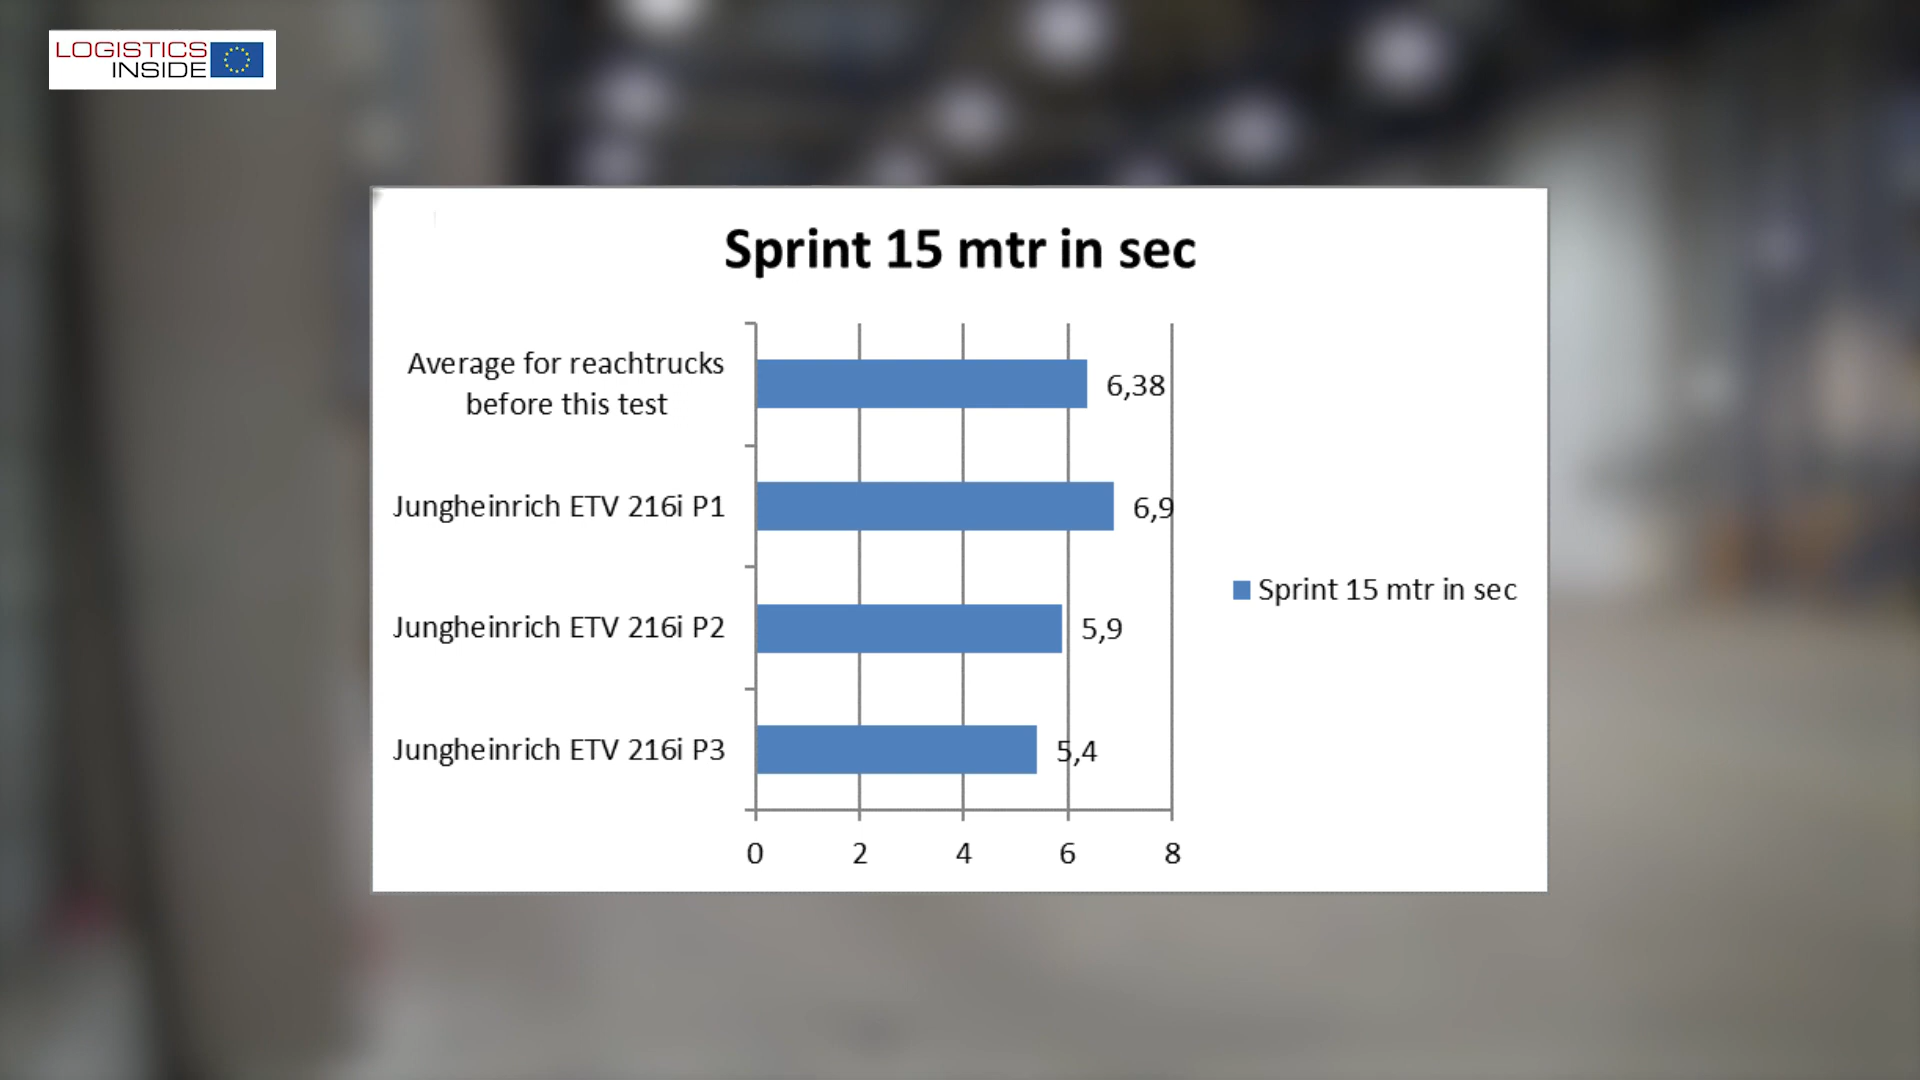 LOGISTICS
INSIDE
Sprint 15 mtr in sec
Average for reachtrucks
before this test
6,38
Jungheinrich ETV 216i P1
6,9
Jungheinrich ETV 216i P2
5,9
Jungheinrich ETV 216i P3
5,4
0 2 4 6 8
Sprint 15 mtr in sec